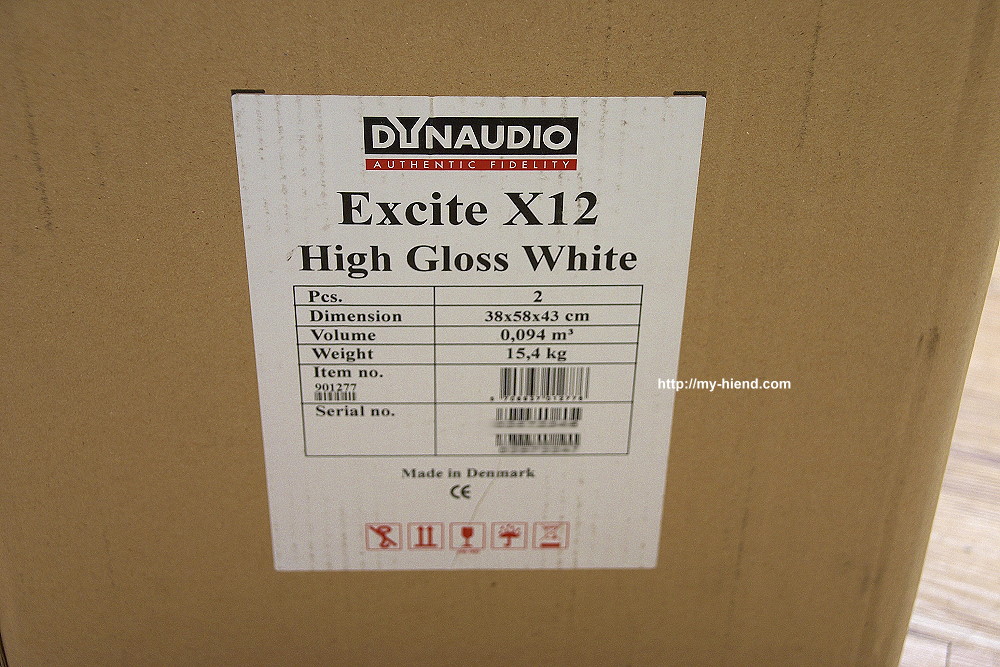 DYNAUDIO
AUTHENTIC FIDELITY
Excite X12
High Gloss White
Pcs. 2
Dimension 38x58x43 cm
Volume 0,094 m³
Weight 15,4 kg
Item no.
901277
http://my-hiend.com
Serial no.
Made in Denmark
CE